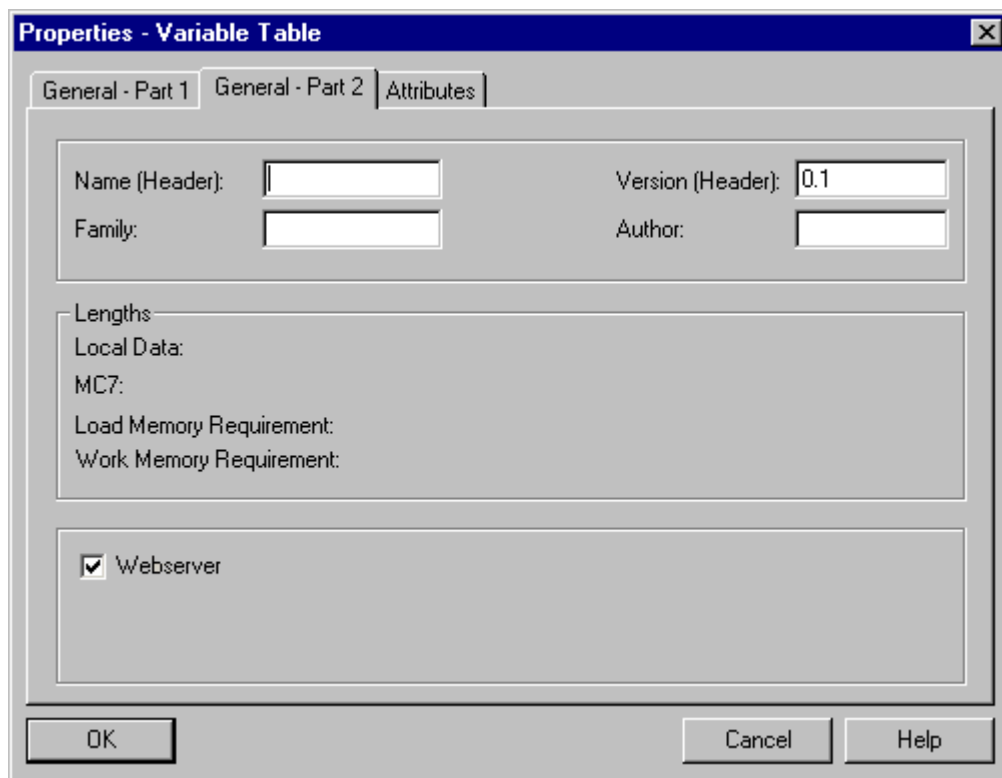 Properties - Variable Table
General - Part 1 General - Part 2 Attributes
Name (Header): Version (Header): 0.1
Family: Author:
Lengths
Local Data:
MC7:
Load Memory Requirement:
Work Memory Requirement:
Webserver
OK Cancel Help